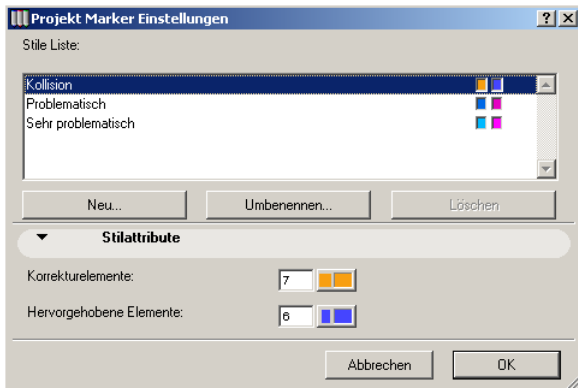 Projekt Marker Einstellungen
Stile Liste:
Kollision
Problematisch
Sehr problematisch
Neu... Umbenennen... Löschen
Stilattribute
Korrekturelemente: 7
Hervorgehobene Elemente: 6
Abbrechen OK